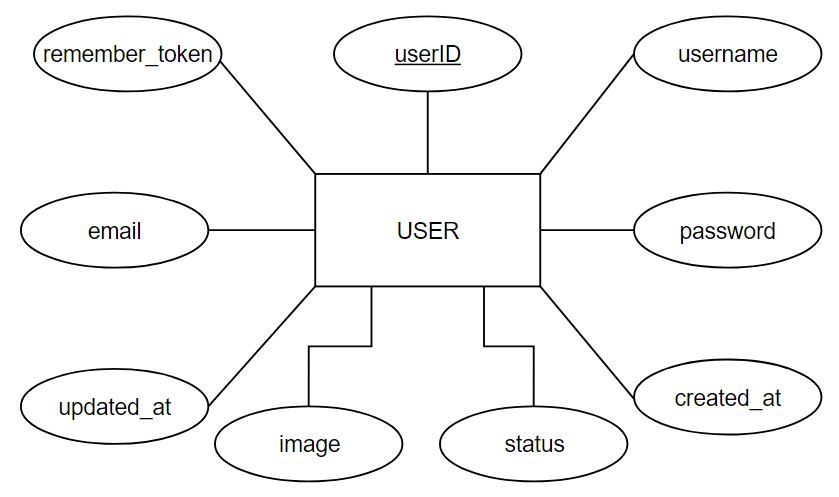 remember_token
userID
username
email
USER
password
updated_at
created_at
image
status